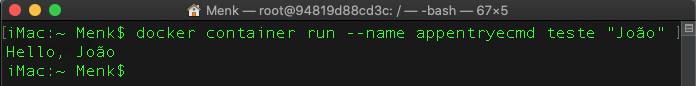 Menk — root@94819d88cd3c: / — -bash — 67×5
[iMac:~ Menk$ docker container run --name appentryecmd teste "João" ]
Hello, João
iMac:~ Menk$